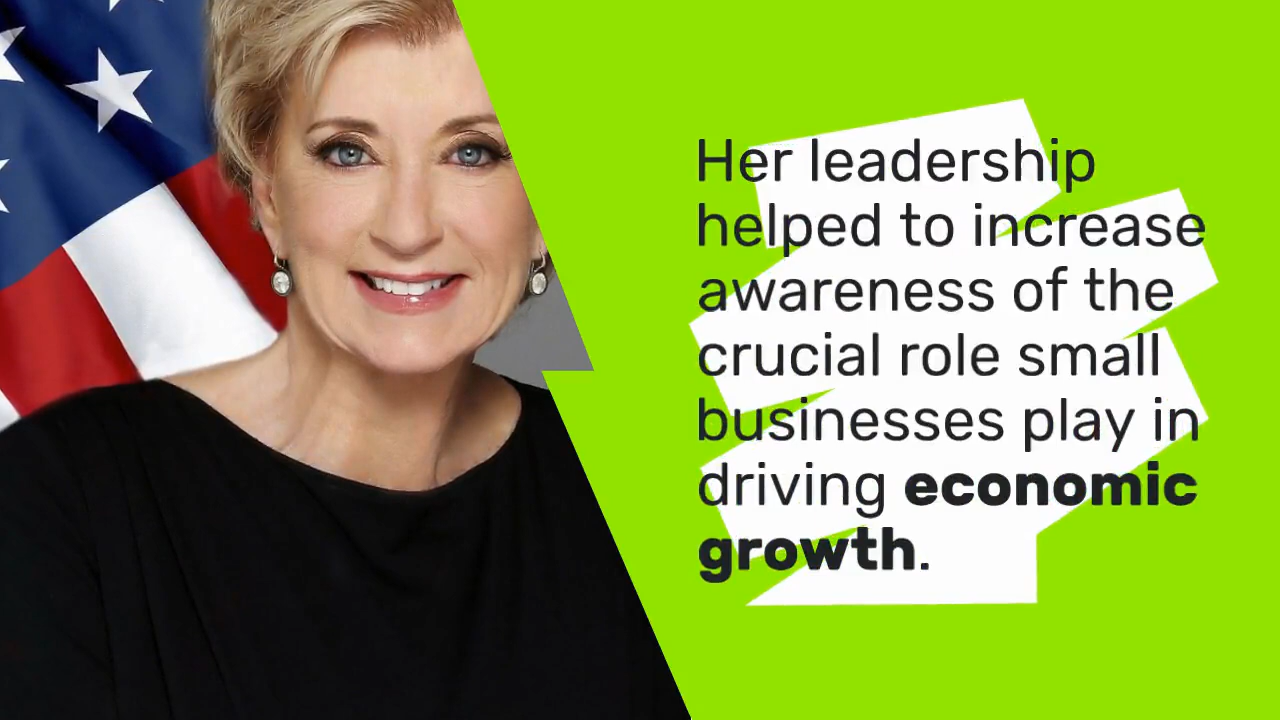 Her leadership
helped to increase
awareness of the
crucial role small
businesses play in
driving economic
growth.